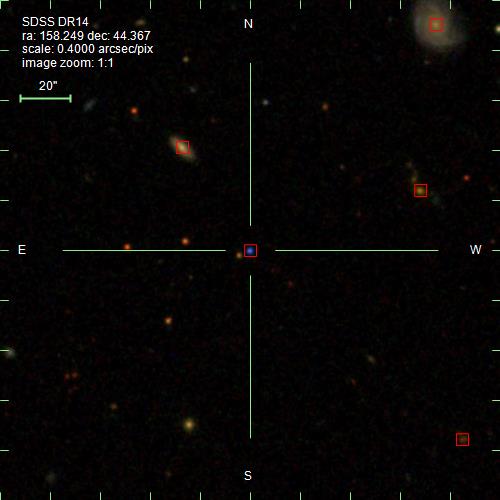 SDSS DR14
ra: 158.249 dec: 44.367
scale: 0.4000 arcsec/pix
image zoom: 1:1
20"
N
E
W
S